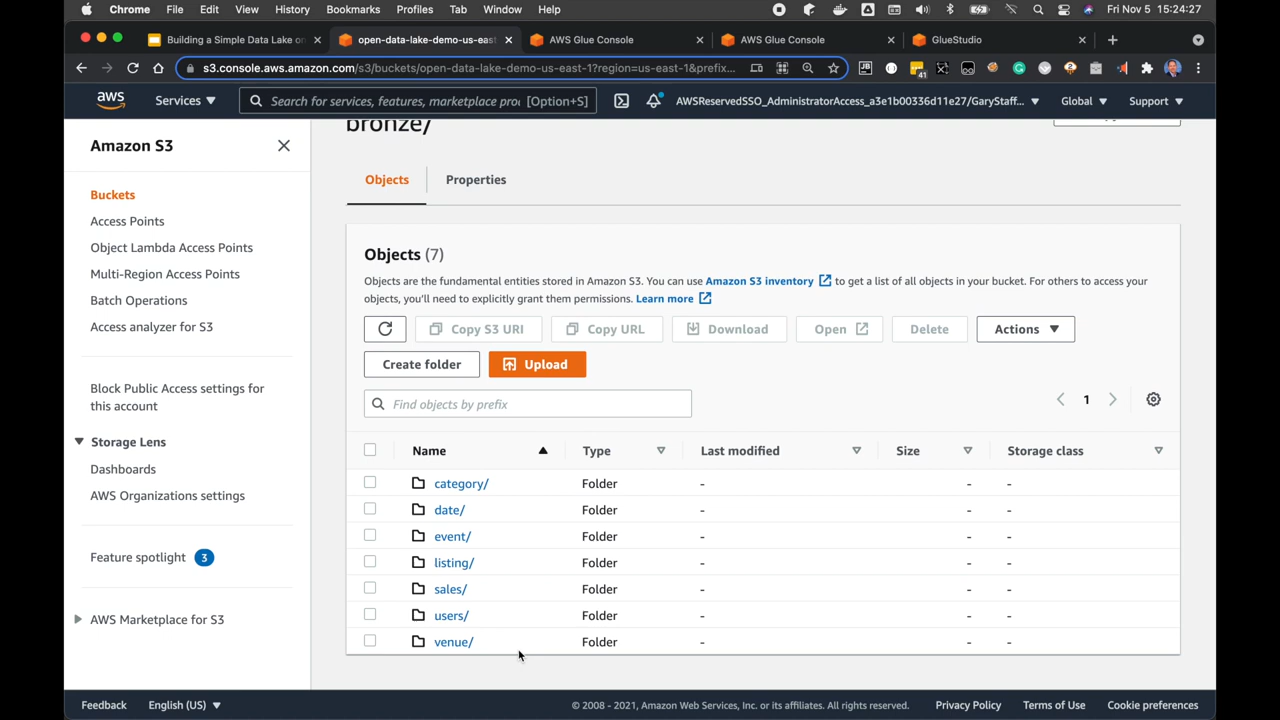 Chrome File Edit View History Bookmarks Profiles Tab Window Help Fri Nov 5 15:24:27
Building a Simple Data Lake on
open-data-lake-demo-us-east
AWS Glue Console
AWS Glue Console
GlueStudio
s3.console.aws.amazon.com/s3/buckets/open-data-lake-demo-us-east-1?region=us-east-1&prefix...
41
aws Services Search for services, features, marketplace pro [Option+S] AWSReservedSSO_AdministratorAccess_a3e1b00336d11e27/GaryStaff... Global Support
Amazon S3
Buckets
Access Points
Object Lambda Access Points
Multi-Region Access Points
Batch Operations
Access analyzer for S3
Block Public Access settings for
this account
Storage Lens
Dashboards
AWS Organizations settings
Feature spotlight 3
AWS Marketplace for S3
bronze/
Objects Properties
Objects (7)
Objects are the fundamental entities stored in Amazon S3. You can use Amazon S3 inventory to get a list of all objects in your bucket. For others to access your
objects, you'll need to explicitly grant them permissions. Learn more
Copy S3 URI Copy URL Download Open Delete Actions
Create folder Upload
Find objects by prefix 1
Name Type Last modified Size Storage class
category/ Folder - - -
date/ Folder - - -
event/ Folder - - -
listing/ Folder - - -
sales/ Folder - - -
users/ Folder - - -
venue/ Folder - - -
Feedback English (US) © 2008 - 2021, Amazon Web Services, Inc. or its affiliates. All rights reserved. Privacy Policy Terms of Use Cookie preferences